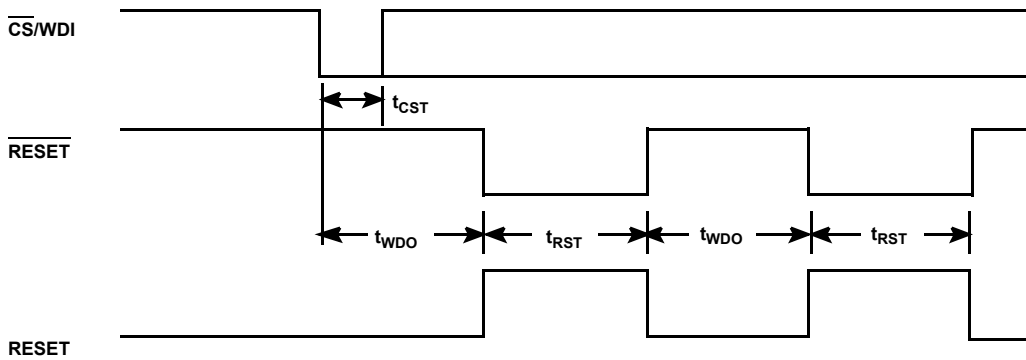 CS/WDI
tCST
RESET
tWDO tRST tWDO tRST
RESET